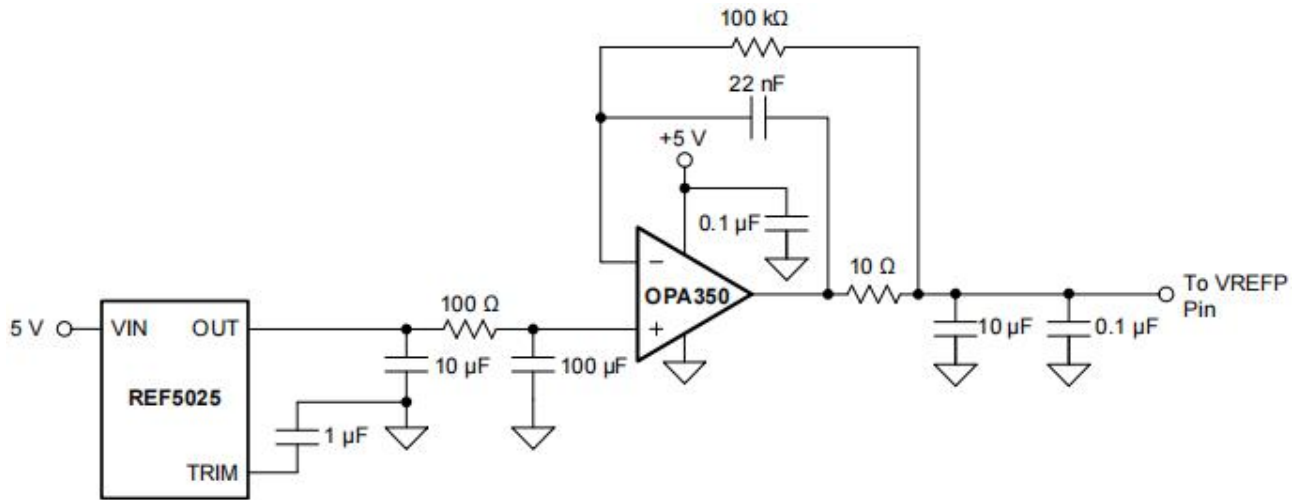 100 kΩ
22 nF
+5 V
0.1 µF
−
OPA350
+
10 Ω
To VREFP
Pin
10 µF
0.1 µF
100 Ω
5 V
VIN
OUT
10 µF
100 µF
REF5025
1 µF
TRIM